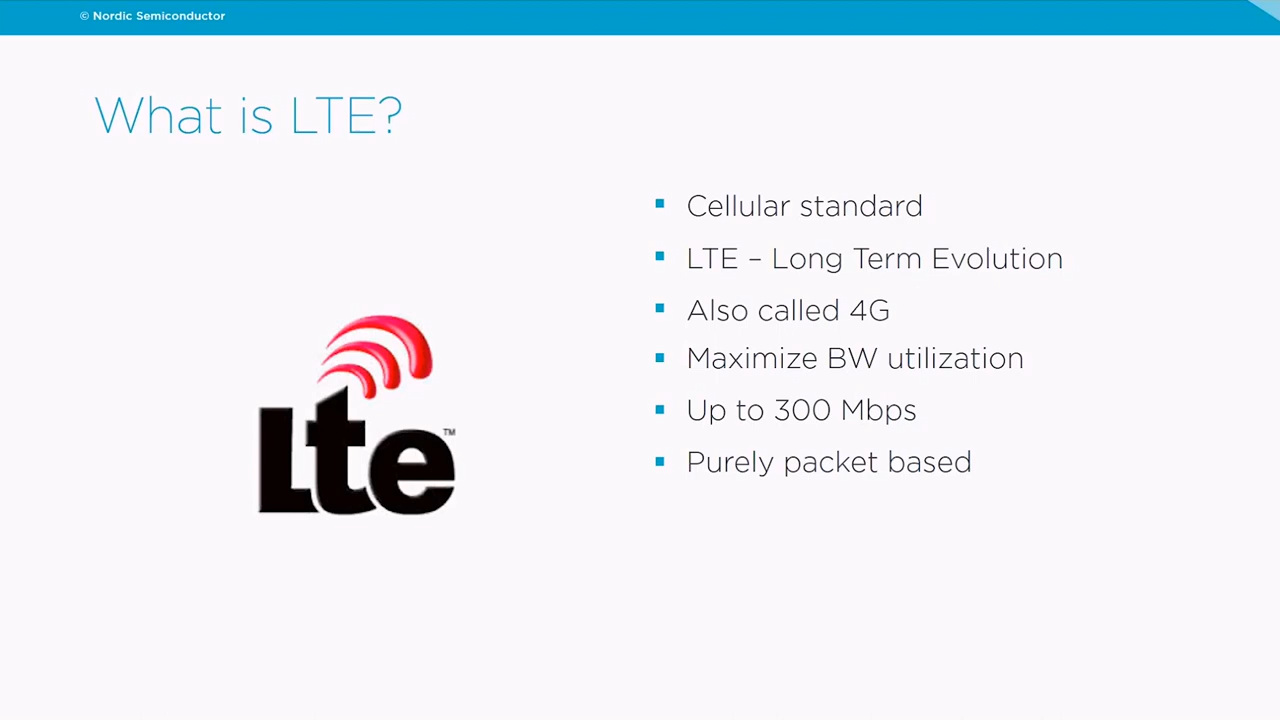 © Nordic Semiconductor
What is LTE?
Cellular standard
LTE – Long Term Evolution
Also called 4G
Maximize BW utilization
Up to 300 Mbps
Purely packet based
Lte™